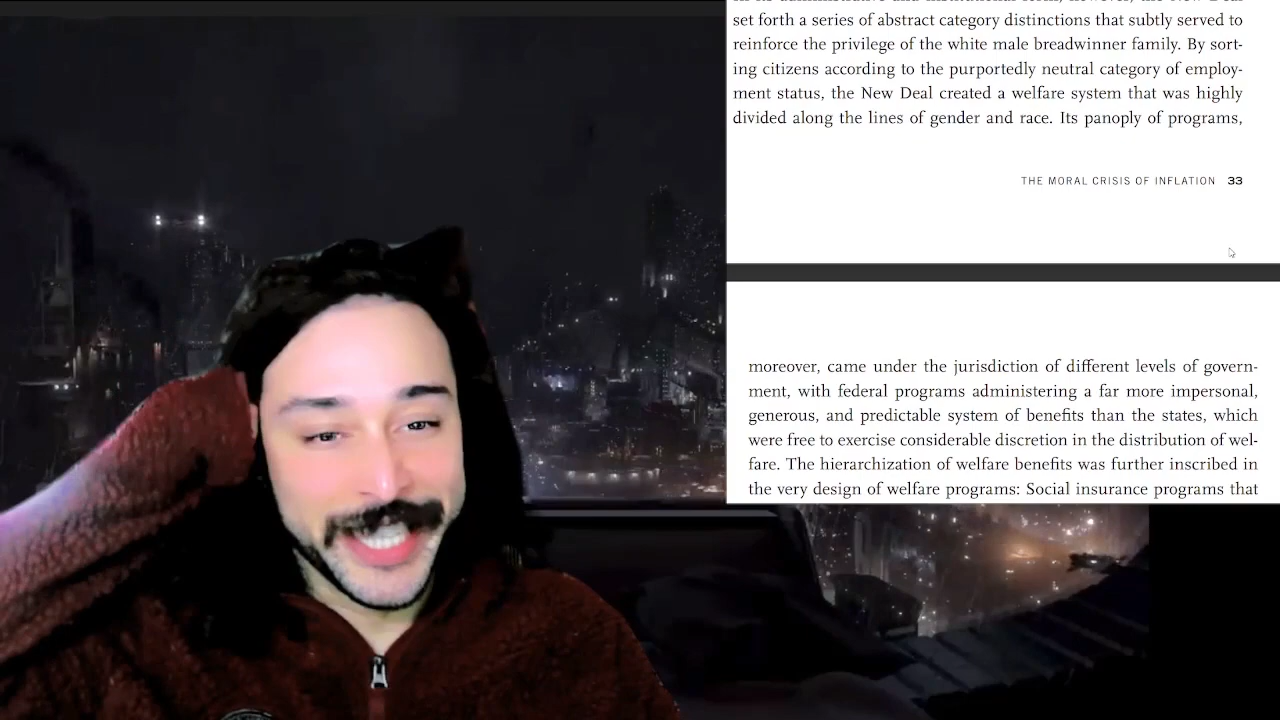 set forth a series of abstract category distinctions that subtly served to
reinforce the privilege of the white male breadwinner family. By sort-
ing citizens according to the purportedly neutral category of employ-
ment status, the New Deal created a welfare system that was highly
divided along the lines of gender and race. Its panoply of programs,
THE MORAL CRISIS OF INFLATION 33
moreover, came under the jurisdiction of different levels of govern-
ment, with federal programs administering a far more impersonal,
generous, and predictable system of benefits than the states, which
were free to exercise considerable discretion in the distribution of wel-
fare. The hierarchization of welfare benefits was further inscribed in
the very design of welfare programs: Social insurance programs that